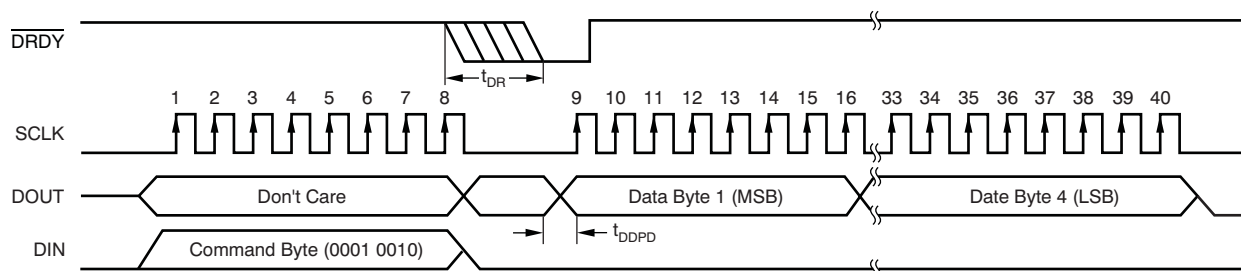 DRDY
tDR
1 2 3 4 5 6 7 8 9 10 11 12 13 14 15 16 33 34 35 36 37 38 39 40
SCLK
DOUT Don't Care Data Byte 1 (MSB) Date Byte 4 (LSB)
tDDPD
DIN Command Byte (0001 0010)